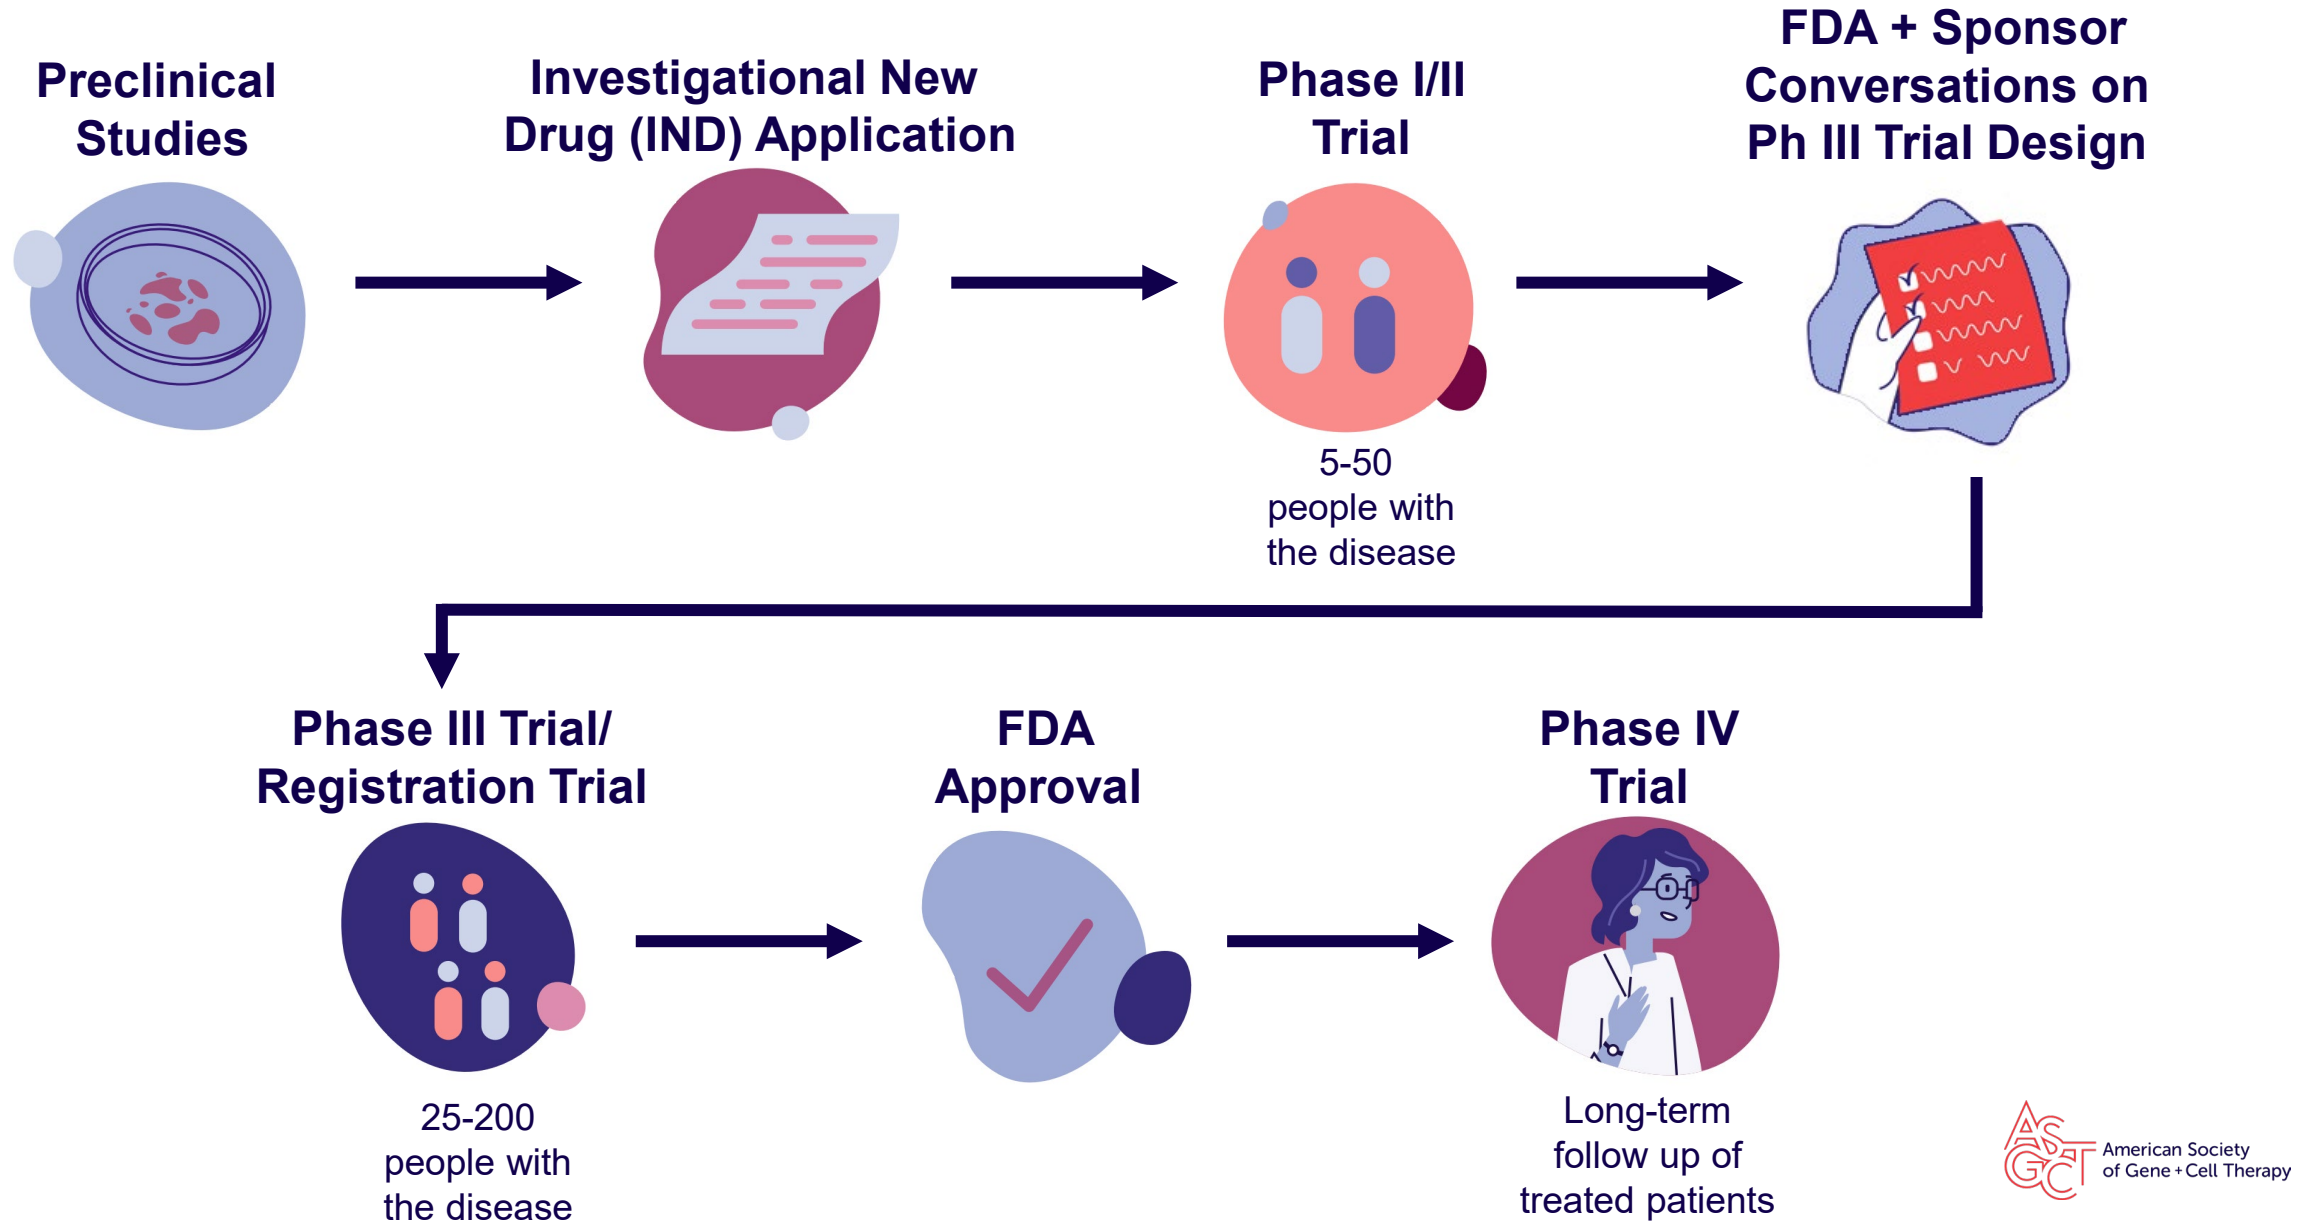 Preclinical
Studies
Investigational New
Drug (IND) Application
Phase I/II
Trial
5-50
people with
the disease
FDA + Sponsor
Conversations on
Ph III Trial Design
Phase III Trial/
Registration Trial
25-200
people with
the disease
FDA
Approval
Phase IV
Trial
Long-term
follow up of
treated patients
ASGCT
American Society
of Gene + Cell Therapy